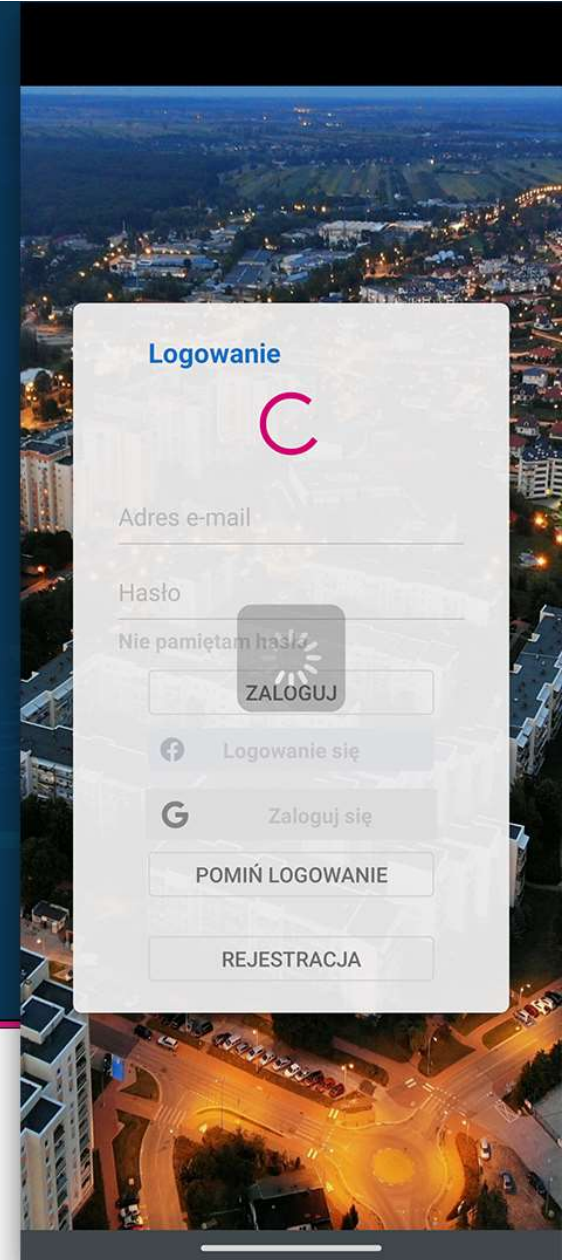 Logowanie
Adres e-mail
Hasło
Nie pamiętam hasła
ZALOGUJ
Logowanie się
G Zaloguj się
POMIŃ LOGOWANIE
REJESTRACJA